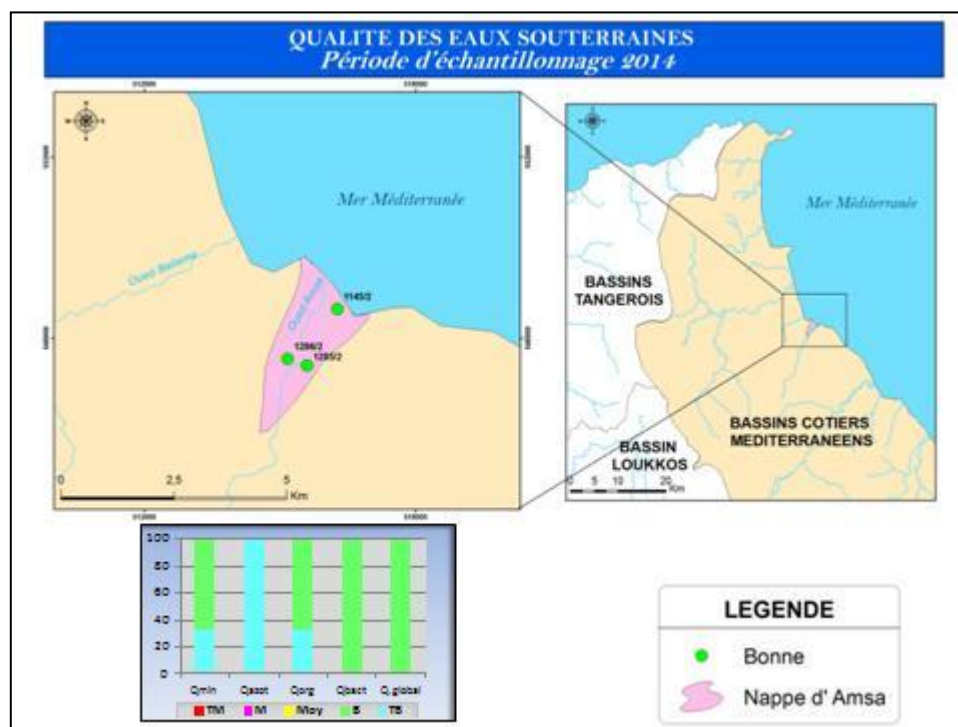 QUALITE DES EAUX SOUTERRAINES
Période d'échantillonnage 2014
Mer Méditerranée
1145/2
1286/2
1285/2
0 2,5 5
Km
Mer Méditerranée
BASSINS
TANGEROIS
BASSINS COTIERS
MEDITERRANEENS
BASSIN
LOUKKOS
0 5 10 20
Km
100
80
60
40
20
0
Qmin Qazot Qorg Qbact Q.global
TM M Moy B TB
LEGENDE
Bonne
Nappe d' Amsa